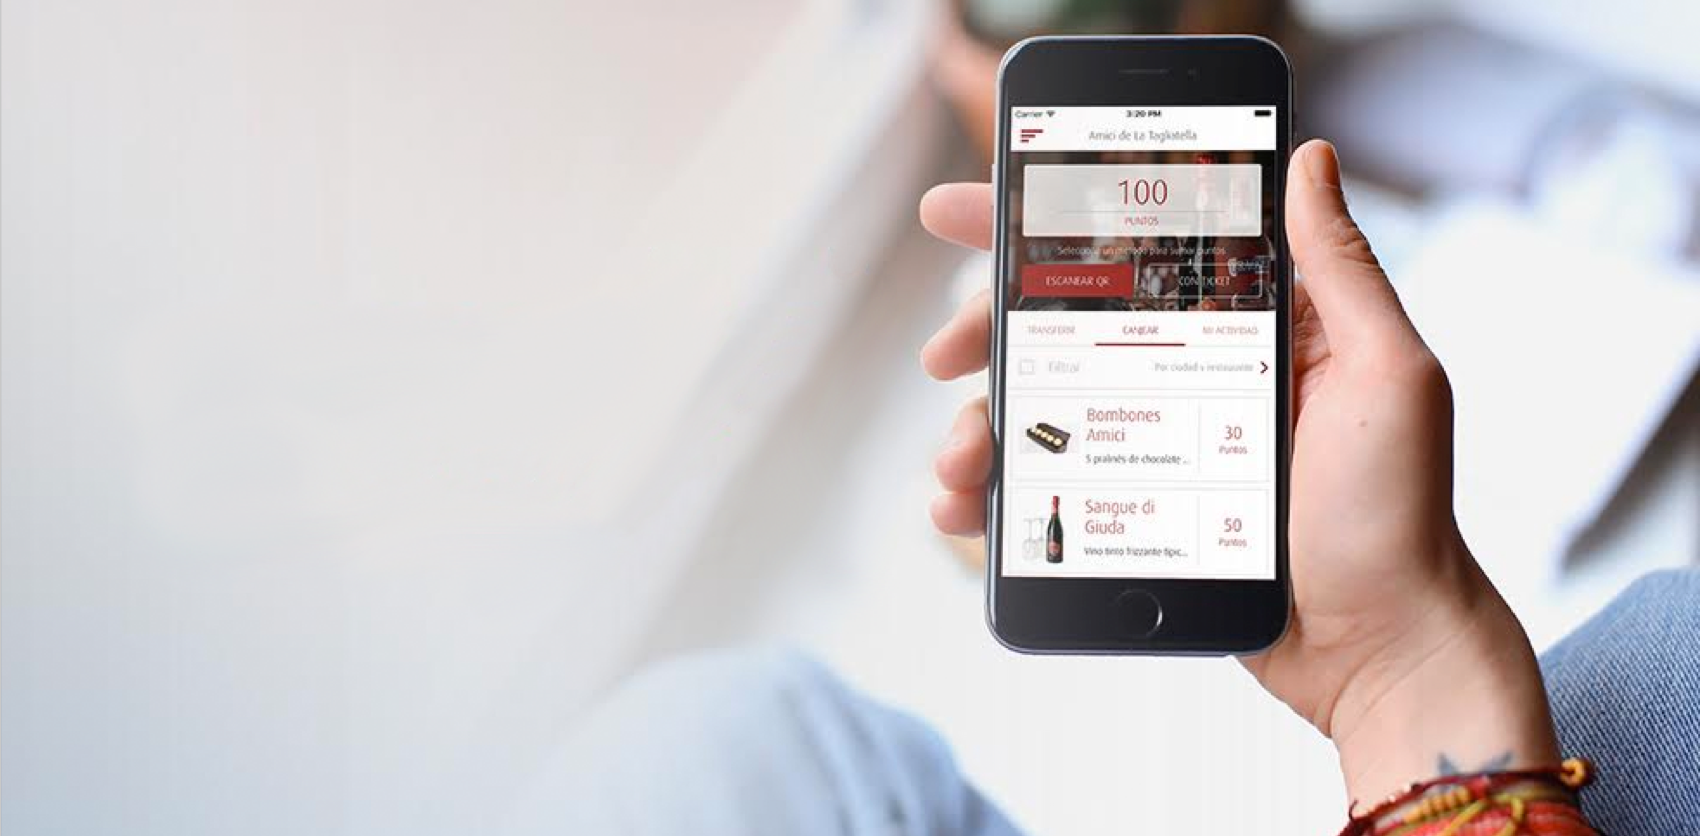 Carrier 3:20 PM
Amici de La Tagliatella
100
PUNTOS
Selecciona un método para sumar puntos
ESCANEAR QR CON TICKET
TRANSFERIR CANJEAR MI ACTIVIDAD
Filtrar Por ciudad y restaurante
Bombones
Amici
5 pralinés de chocolate ...
30
Puntos
Sangue di
Giuda
Vino tinto frizzante típic...
50
Puntos